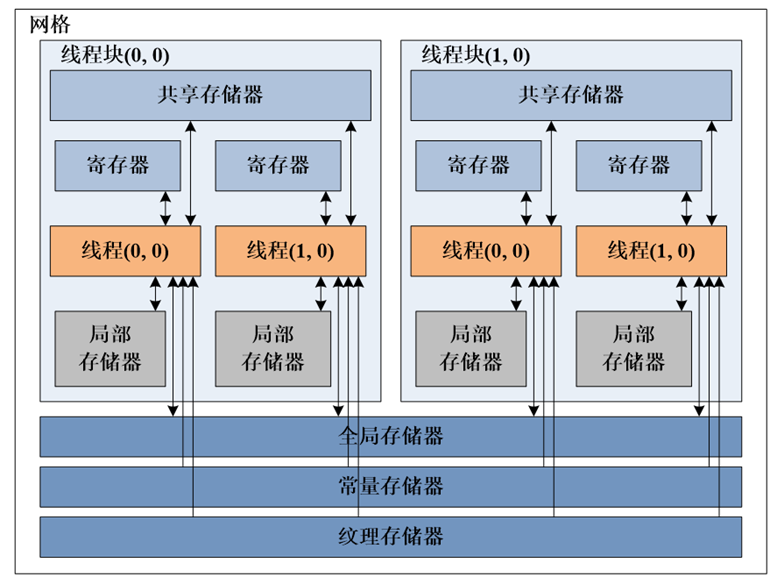 网格
线程块(0, 0)
线程块(1, 0)
共享存储器
共享存储器
寄存器
寄存器
寄存器
寄存器
线程(0, 0)
线程(1, 0)
线程(0, 0)
线程(1, 0)
局部
存储器
局部
存储器
局部
存储器
局部
存储器
全局存储器
常量存储器
纹理存储器